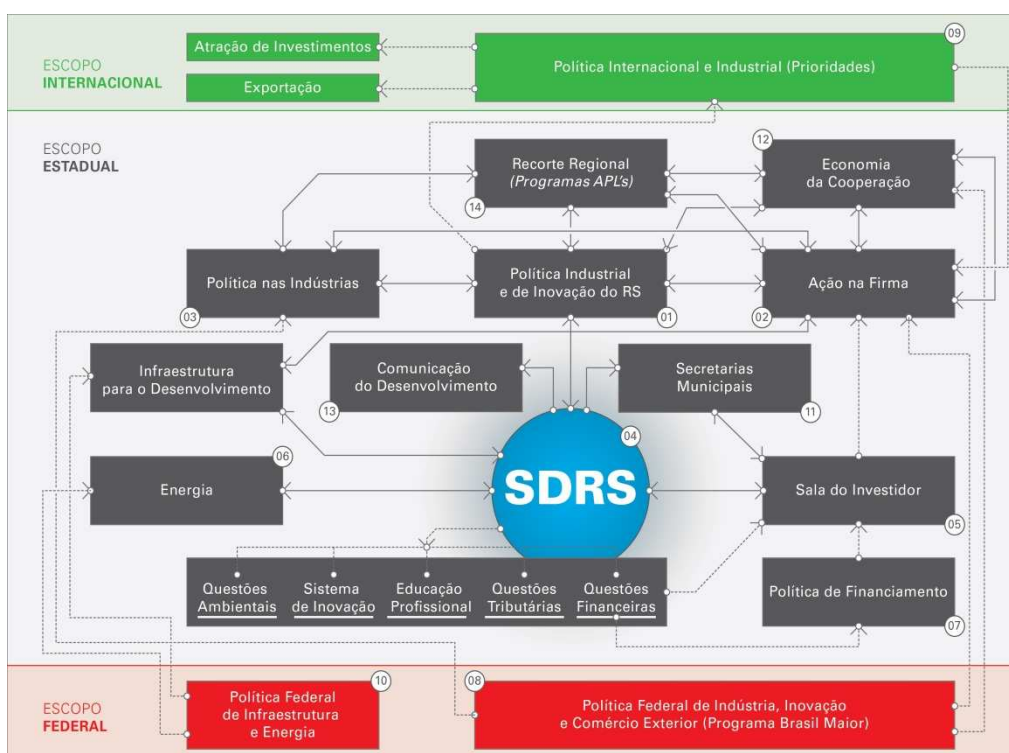 ESCOPO
INTERNACIONAL
Atração de Investimentos
Exportação
09
Política Internacional e Industrial (Prioridades)
ESCOPO
ESTADUAL
Recorte Regional
(Programas APL's)
14
12
Economia
da Cooperação
Política nas Indústrias
03
Política Industrial
e de Inovação do RS
01
Ação na Firma
02
Infraestrutura
para o Desenvolvimento
Comunicação
do Desenvolvimento
13
Secretarias
Municipais
11
04
SDRS
06
Energia
Sala do Investidor
05
Questões
Ambientais
Sistema
de Inovação
Educação
Profissional
Questões
Tributárias
Questões
Financeiras
Política de Financiamento
07
ESCOPO
FEDERAL
10
Política Federal
de Infraestrutura
e Energia
08
Política Federal de Indústria, Inovação
e Comércio Exterior (Programa Brasil Maior)